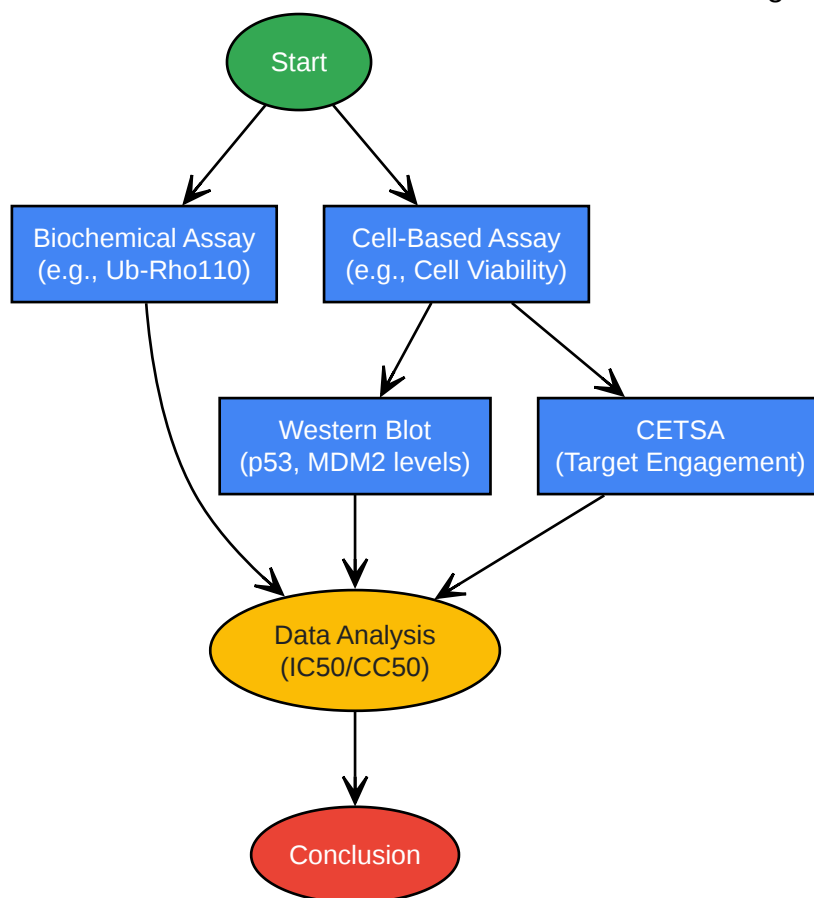 Start
Biochemical Assay
(e.g., Ub-Rho110)
Cell-Based Assay
(e.g., Cell Viability)
Western Blot
(p53, MDM2 levels)
CETSA
(Target Engagement)
Data Analysis
(IC50/CC50)
Conclusion